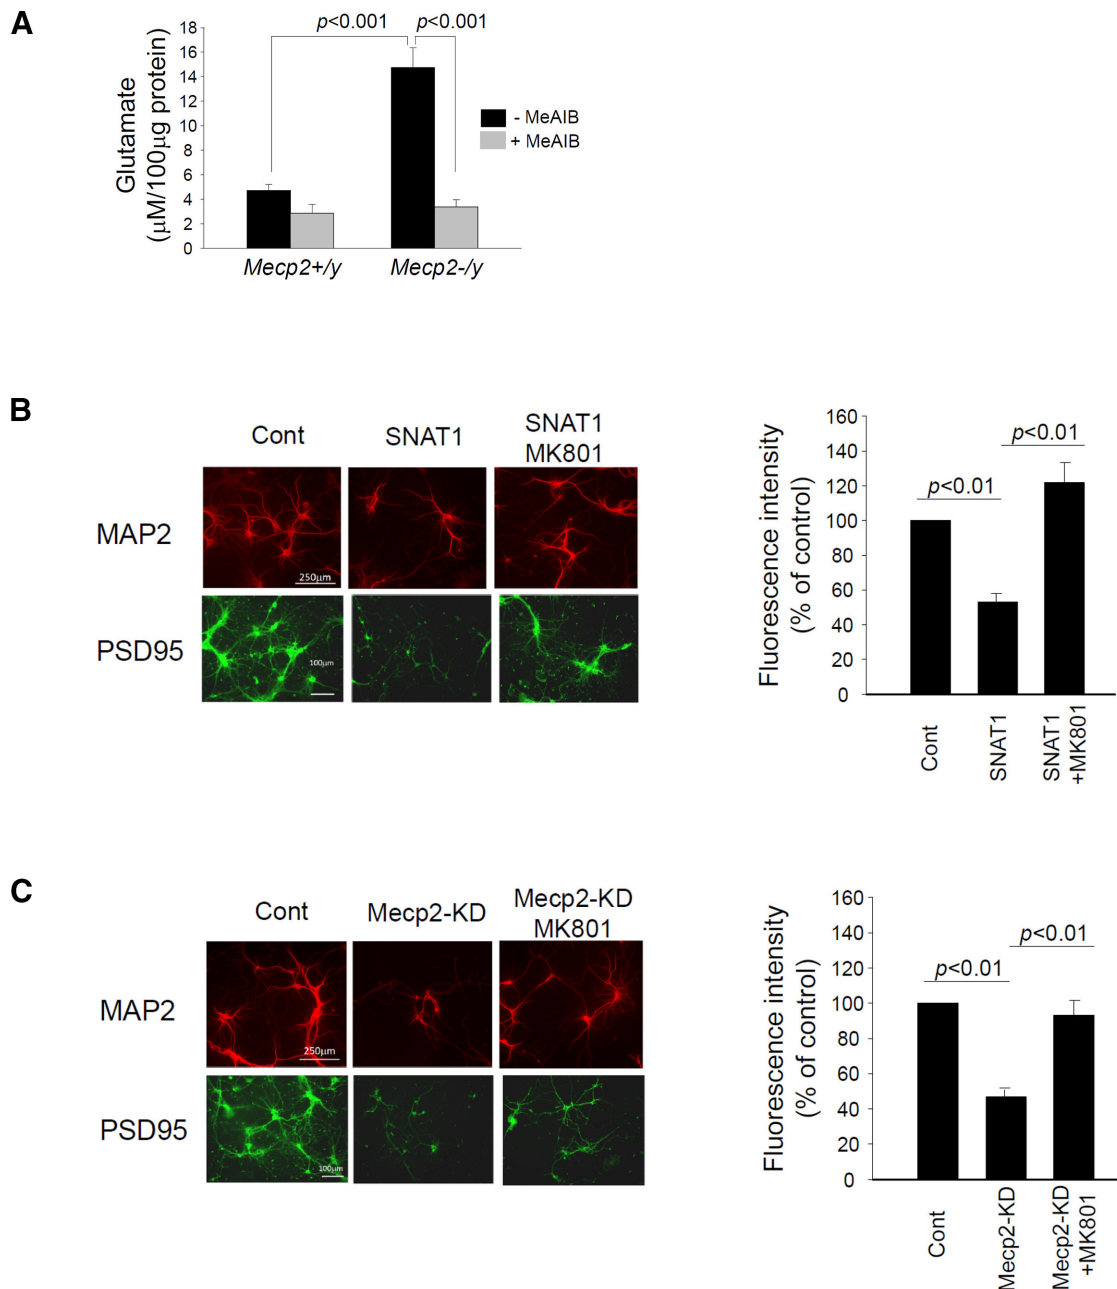 A
p<0.001 p<0.001
18
16
14
12
10
8
6
4
2
0
Glutamate
(μM/100μg protein)
- MeAIB
+ MeAIB
Mecp2+/y Mecp2-/y
B
Cont SNAT1 SNAT1
MK801
MAP2
250μm
PSD95
100μm
Fluorescence intensity
(% of control)
160
140
120
100
80
60
40
20
0
p<0.01
p<0.01
Cont
SNAT1
SNAT1
+MK801
C
Cont Mecp2-KD Mecp2-KD
MK801
MAP2
250μm
PSD95
100μm
Fluorescence intensity
(% of control)
160
140
120
100
80
60
40
20
0
p<0.01
p<0.01
Cont
Mecp2-KD
Mecp2-KD
+MK801